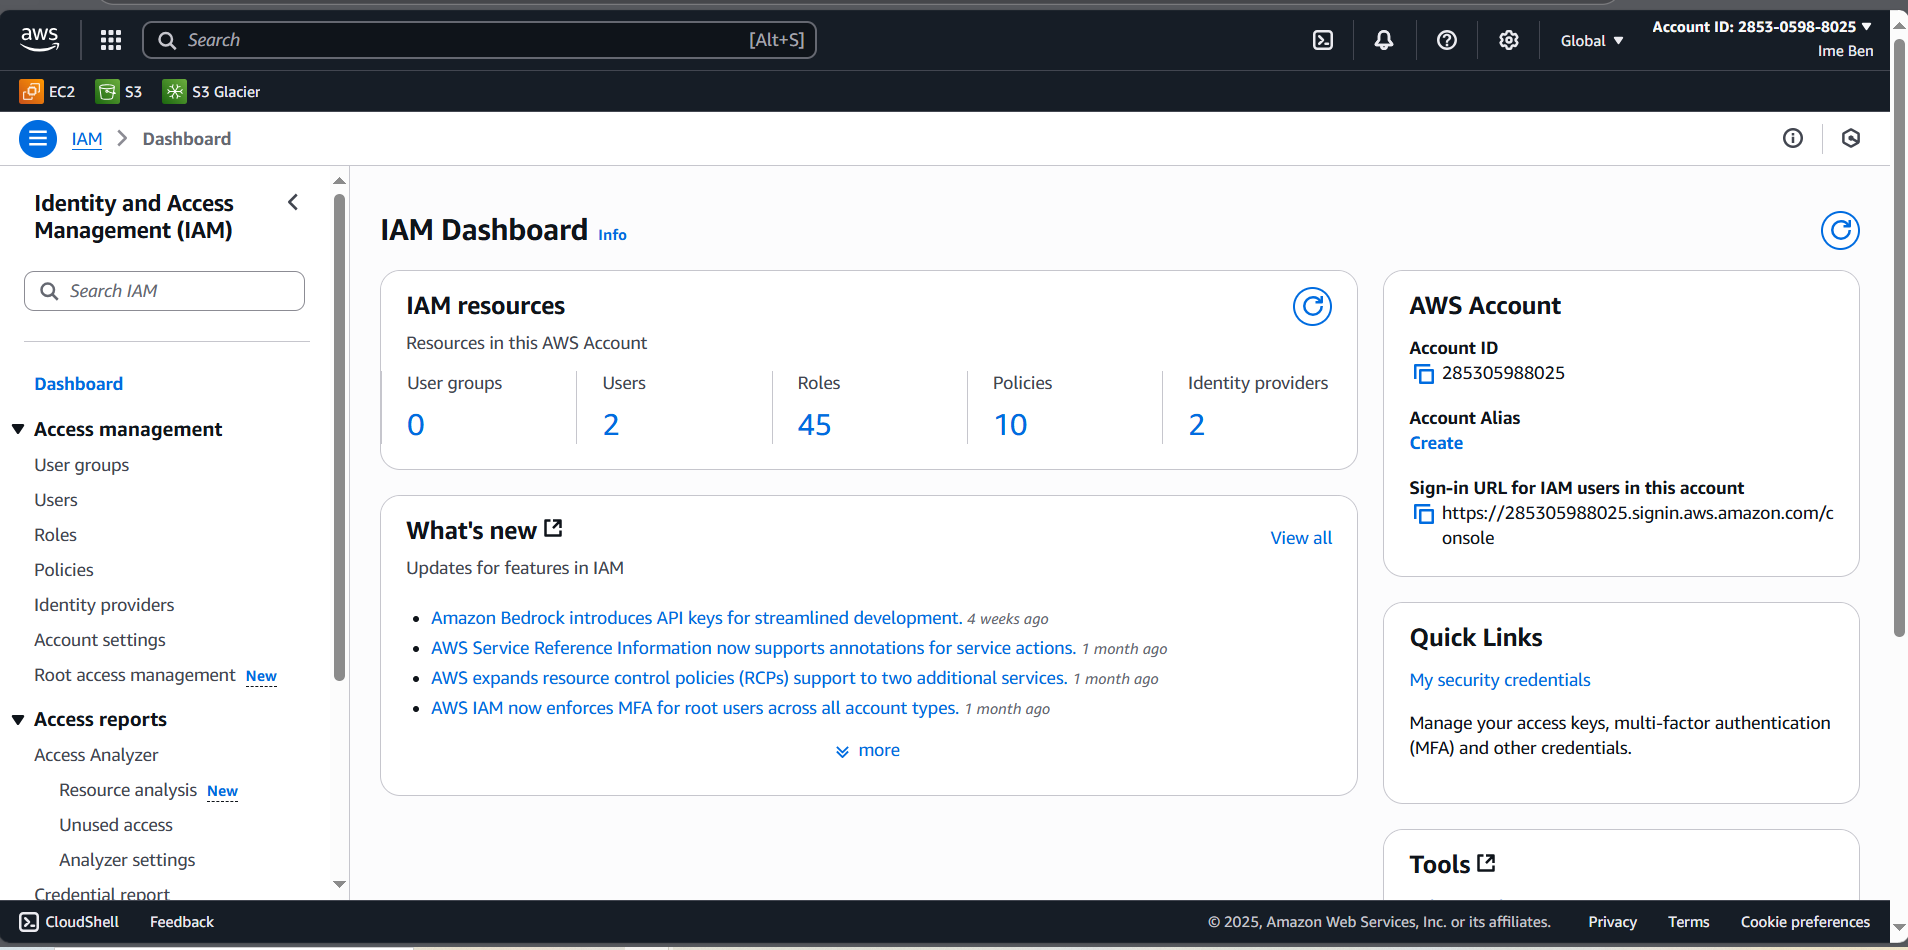 aws
Search [Alt+S]
Global
Account ID: 2853-0598-8025
Ime Ben
EC2 S3 S3 Glacier
IAM Dashboard
Identity and Access
Management (IAM)
Search IAM
Dashboard
Access management
User groups
Users
Roles
Policies
Identity providers
Account settings
Root access management New
Access reports
Access Analyzer
Resource analysis New
Unused access
Analyzer settings
Credential report
IAM Dashboard Info
IAM resources
Resources in this AWS Account
User groups Users Roles Policies Identity providers
0 2 45 10 2
What's new
View all
Updates for features in IAM
Amazon Bedrock introduces API keys for streamlined development. 4 weeks ago
AWS Service Reference Information now supports annotations for service actions. 1 month ago
AWS expands resource control policies (RCPs) support to two additional services. 1 month ago
AWS IAM now enforces MFA for root users across all account types. 1 month ago
more
AWS Account
Account ID
285305988025
Account Alias
Create
Sign-in URL for IAM users in this account
https://285305988025.signin.aws.amazon.com/c
onsole
Quick Links
My security credentials
Manage your access keys, multi-factor authentication
(MFA) and other credentials.
Tools
CloudShell Feedback
© 2025, Amazon Web Services, Inc. or its affiliates. Privacy Terms Cookie preferences